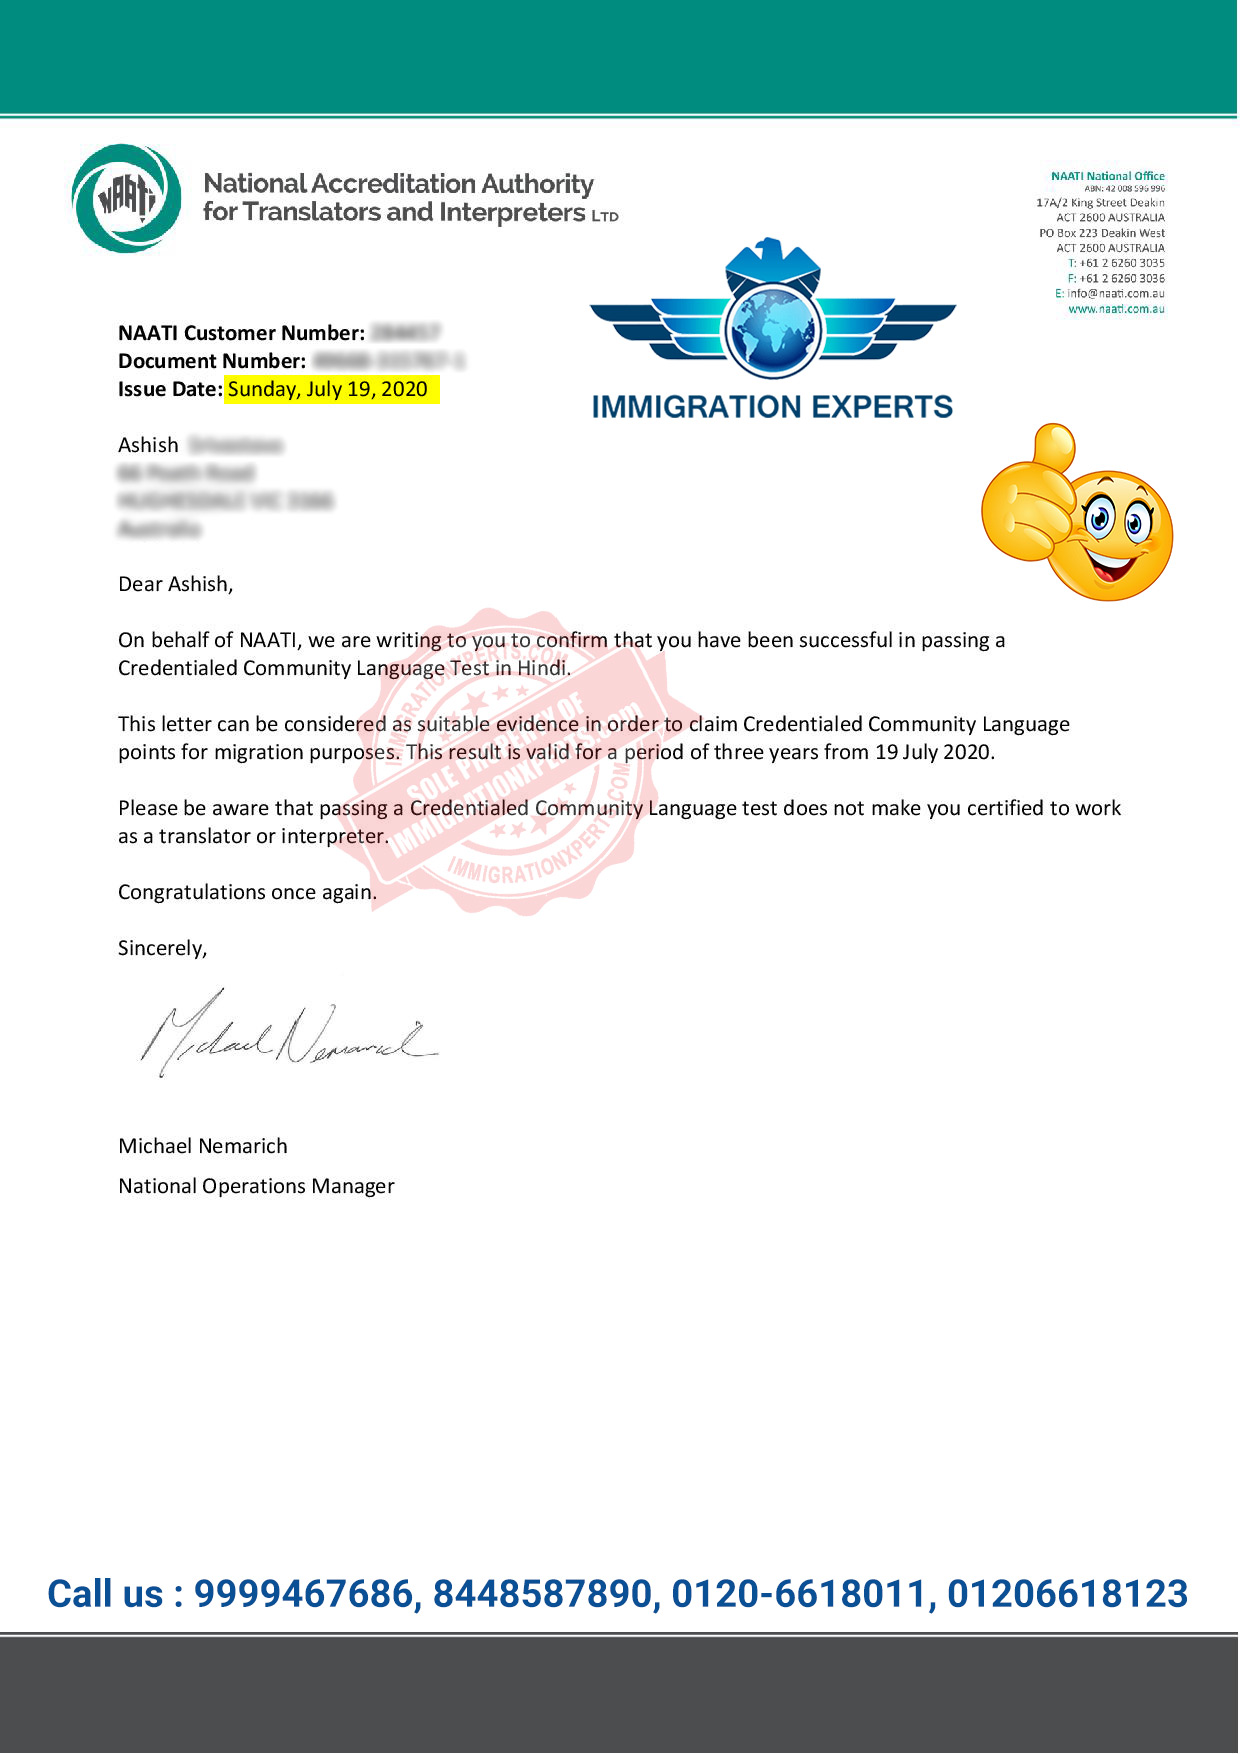 NAATI
National Accreditation Authority
for Translators and Interpreters LTD
NAATI National Office
ABN: 42 008 596 996
17A/2 King Street Deakin
ACT 2600 AUSTRALIA
PO Box 223 Deakin West
ACT 2600 AUSTRALIA
T: +61 2 6260 3035
F: +61 2 6260 3036
E: info@naati.com.au
www.naati.com.au
IMMIGRATION EXPERTS
NAATI Customer Number:
Document Number:
Issue Date: Sunday, July 19, 2020
Ashish
Dear Ashish,
On behalf of NAATI, we are writing to you to confirm that you have been successful in passing a
Credentialed Community Language Test in Hindi.
This letter can be considered as suitable evidence in order to claim Credentialed Community Language
points for migration purposes. This result is valid for a period of three years from 19 July 2020.
Please be aware that passing a Credentialed Community Language test does not make you certified to work
as a translator or interpreter.
Congratulations once again.
Sincerely,
IMMIGRATIONXPERTS.COM
SOLE PROPERTY OF
IMMIGRATIONXPERTS.com
IMMIGRATIONXPERTS.COM
Michael Nemarich
Michael Nemarich
National Operations Manager
Call us : 9999467686, 8448587890, 0120-6618011, 01206618123